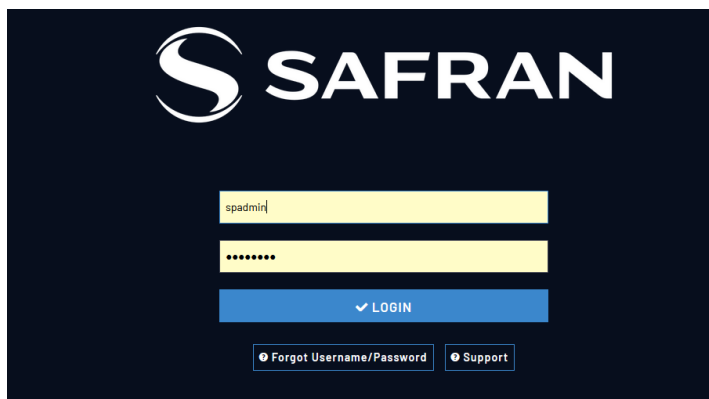 SAFRAN
spadmin
••••••••
LOGIN
Forgot Username/Password
Support